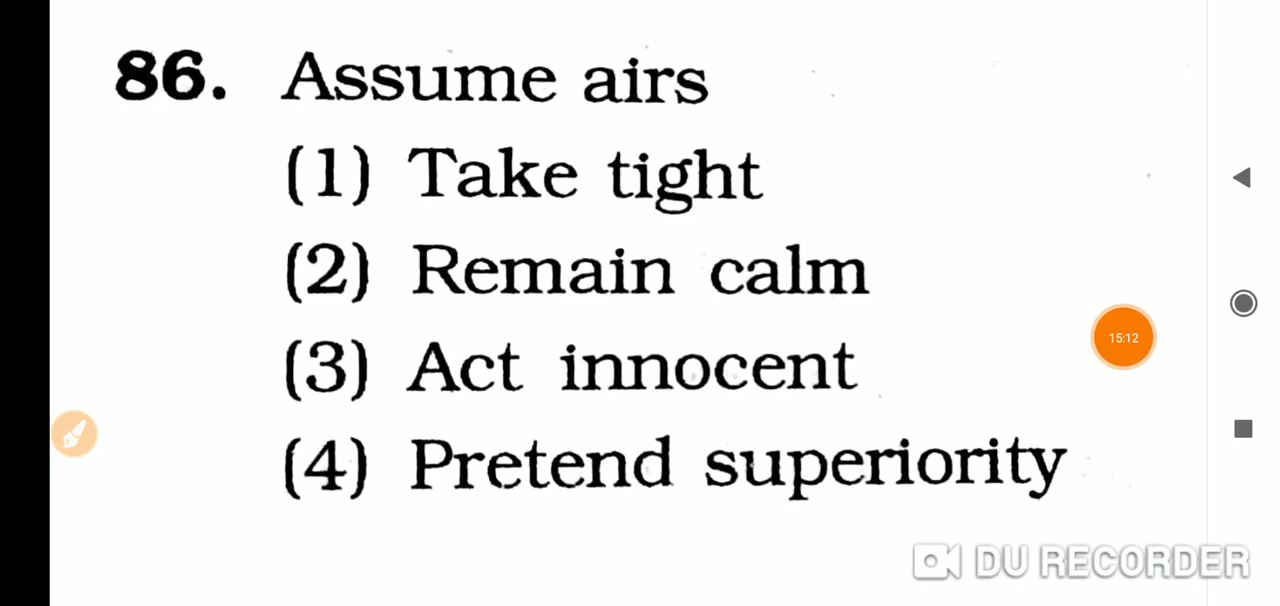 86. Assume airs
(1) Take tight
(2) Remain calm
(3) Act innocent
15:12
(4) Pretend superiority
DU RECORDER